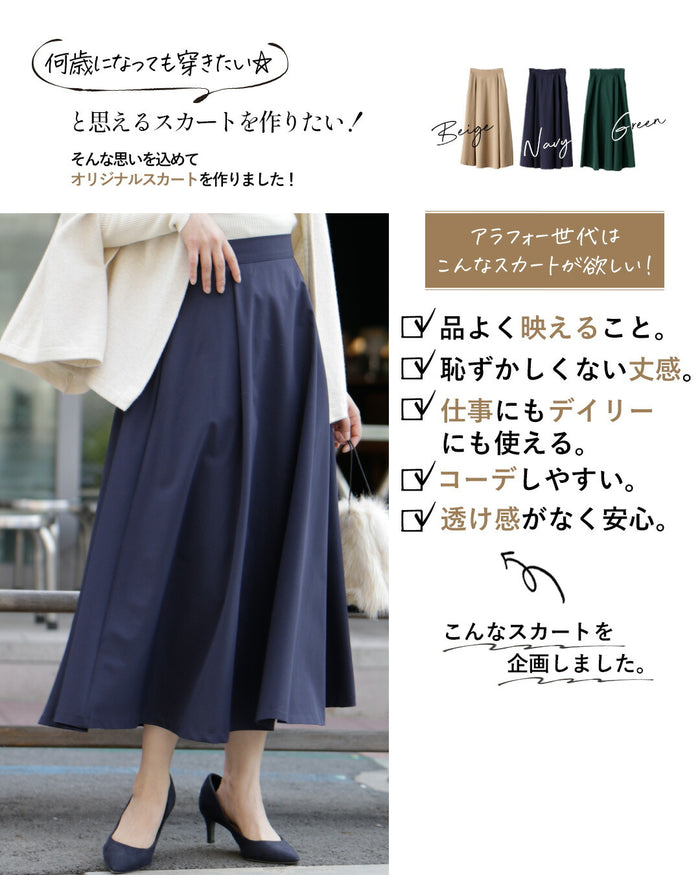 何歳になっても穿きたい☆
と思えるスカートを作りたい！
そんな思いを込めて
オリジナルスカートを作りました！
Beige
Navy
Green
アラフォー世代は
こんなスカートが欲しい！
品よく映えること。
恥ずかしくない丈感。
仕事にもデイリー
にも使える。
コーデしやすい。
透け感がなく安心。
こんなスカートを
企画しました。